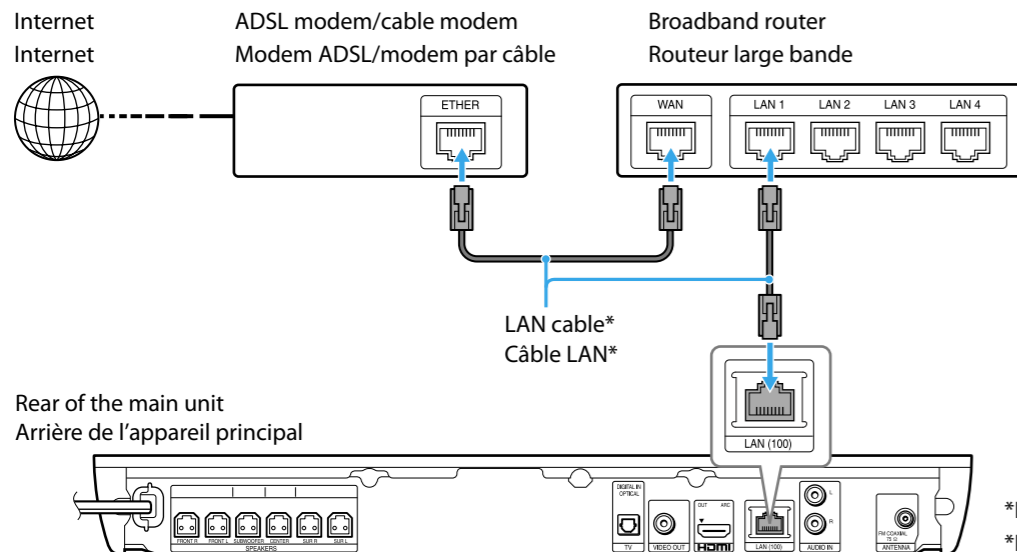 Internet
Internet
ADSL modem/cable modem
Modem ADSL/modem par câble
Broadband router
Routeur large bande
ETHER
WAN
LAN 1
LAN 2
LAN 3
LAN 4
LAN cable*
Câble LAN*
LAN (100)
Rear of the main unit
Arrière de l’appareil principal
FRONT R
FRONT L
SUBWOOFER
CENTER
SUR R
SUR L
SPEAKERS
DIGITAL IN
OPTICAL
TV
VIDEO OUT
OUT ARC
HDMI
LAN (100)
L
R
AUDIO IN
FM COAXIAL
75 Ω
ANTENNA